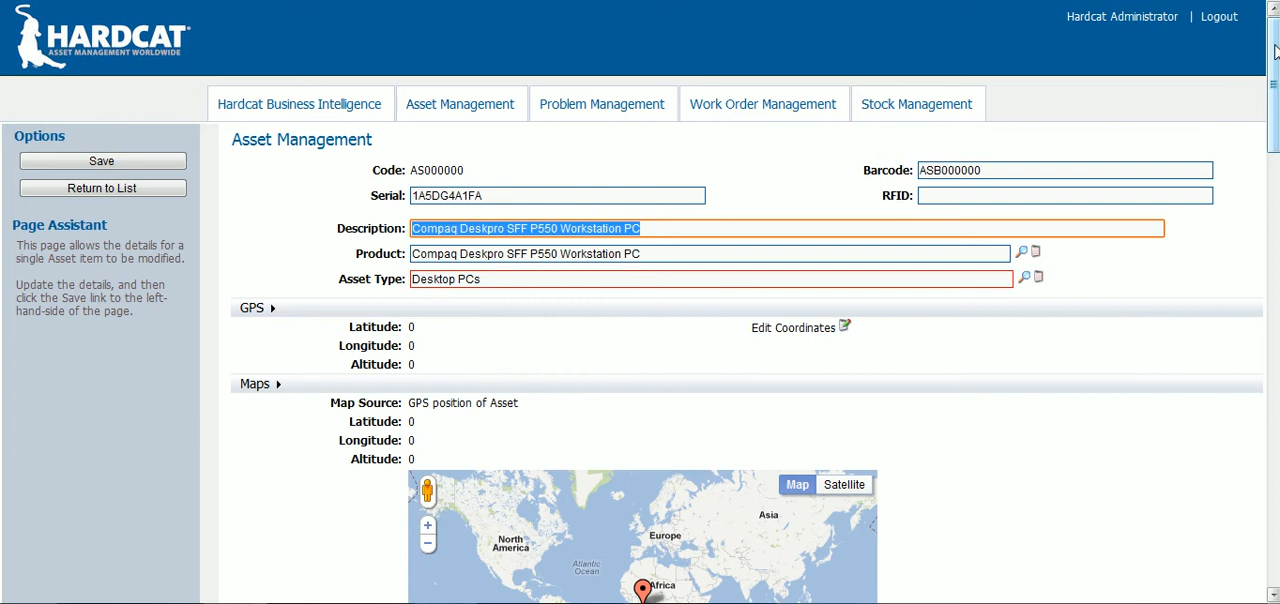 HARDCAT
ASSET MANAGEMENT WORLDWIDE
Hardcat Administrator | Logout
Hardcat Business Intelligence Asset Management Problem Management Work Order Management Stock Management
Options
Save
Return to List
Page Assistant
This page allows the details for a
single Asset item to be modified.
Update the details, and then
click the Save link to the left-
hand-side of the page.
Asset Management
Code: AS000000 Barcode: ASB000000
Serial: 1A5DG4A1FA RFID:
Description: Compaq Deskpro SFF P550 Workstation PC
Product: Compaq Deskpro SFF P550 Workstation PC
Asset Type: Desktop PCs
GPS
Latitude: 0 Edit Coordinates
Longitude: 0
Altitude: 0
Maps
Map Source: GPS position of Asset
Latitude: 0
Longitude: 0
Altitude: 0
Map Satellite
Asia
Europe
North
America
Atlantic
Ocean
Africa